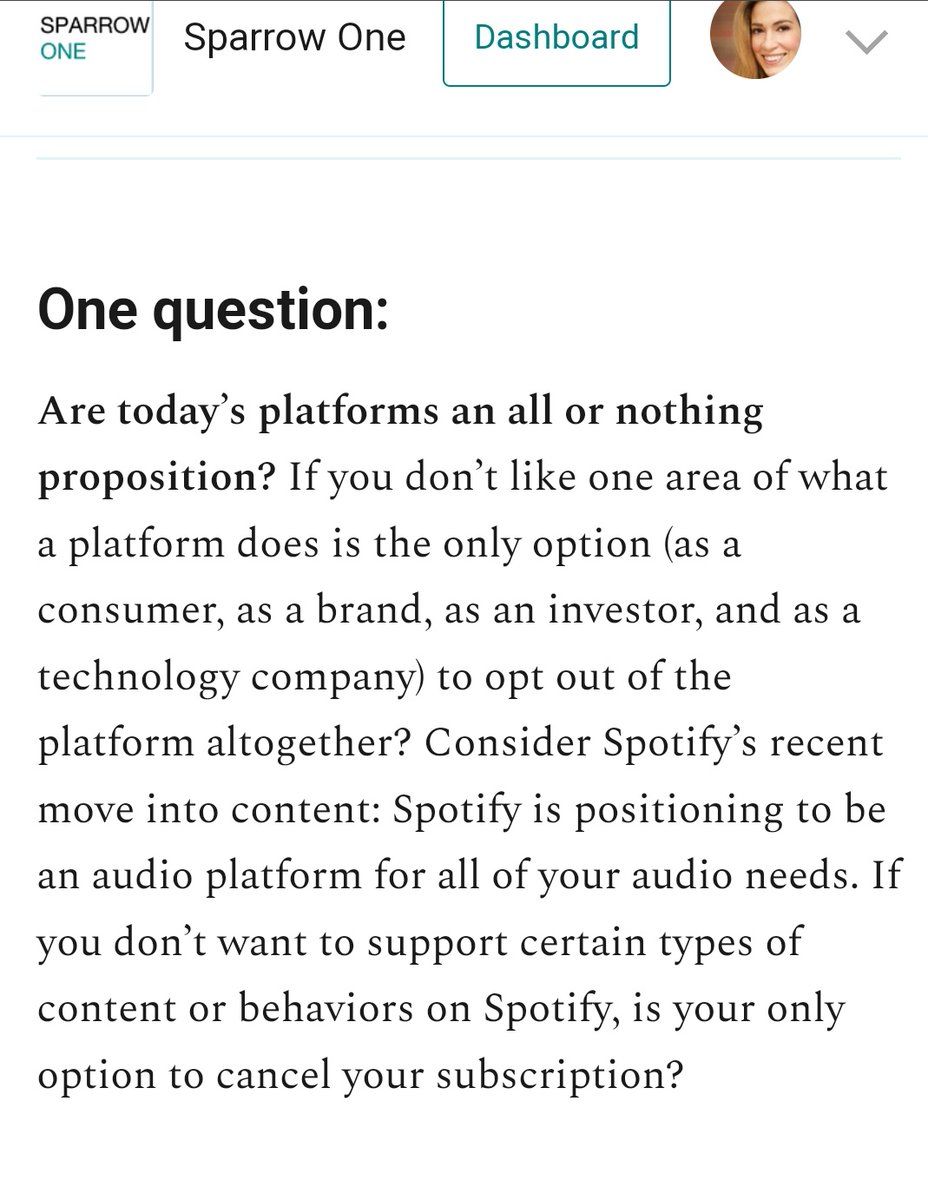 SPARROW
ONE
Sparrow One
Dashboard
One question:
Are today’s platforms an all or nothing
proposition? If you don’t like one area of what
a platform does is the only option (as a
consumer, as a brand, as an investor, and as a
technology company) to opt out of the
platform altogether? Consider Spotify’s recent
move into content: Spotify is positioning to be
an audio platform for all of your audio needs. If
you don’t want to support certain types of
content or behaviors on Spotify, is your only
option to cancel your subscription?